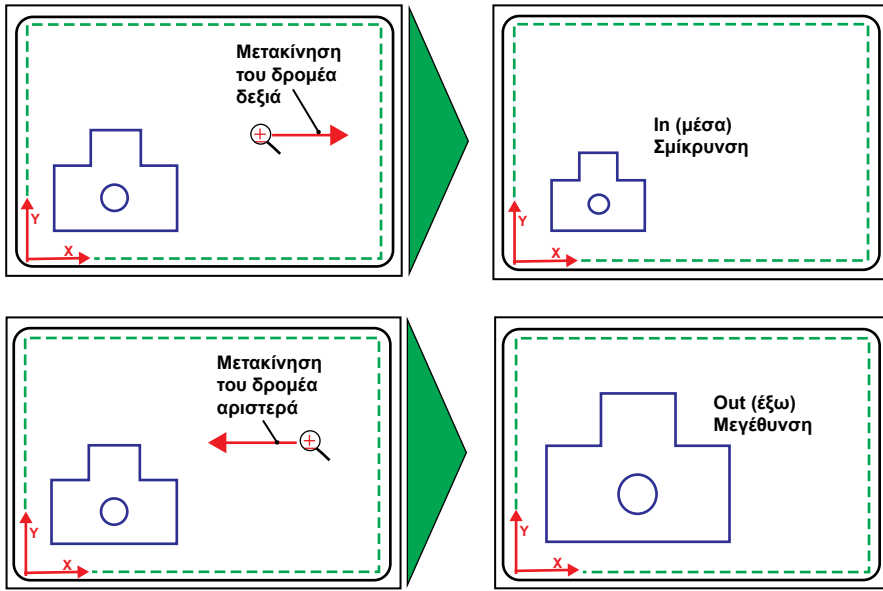 Μετακίνηση
του δρομέα
δεξιά
Y
X
In (μέσα)
Σμίκρυνση
Y
X
Μετακίνηση
του δρομέα
αριστερά
Y
X
Out (έξω)
Μεγέθυνση
Y
X